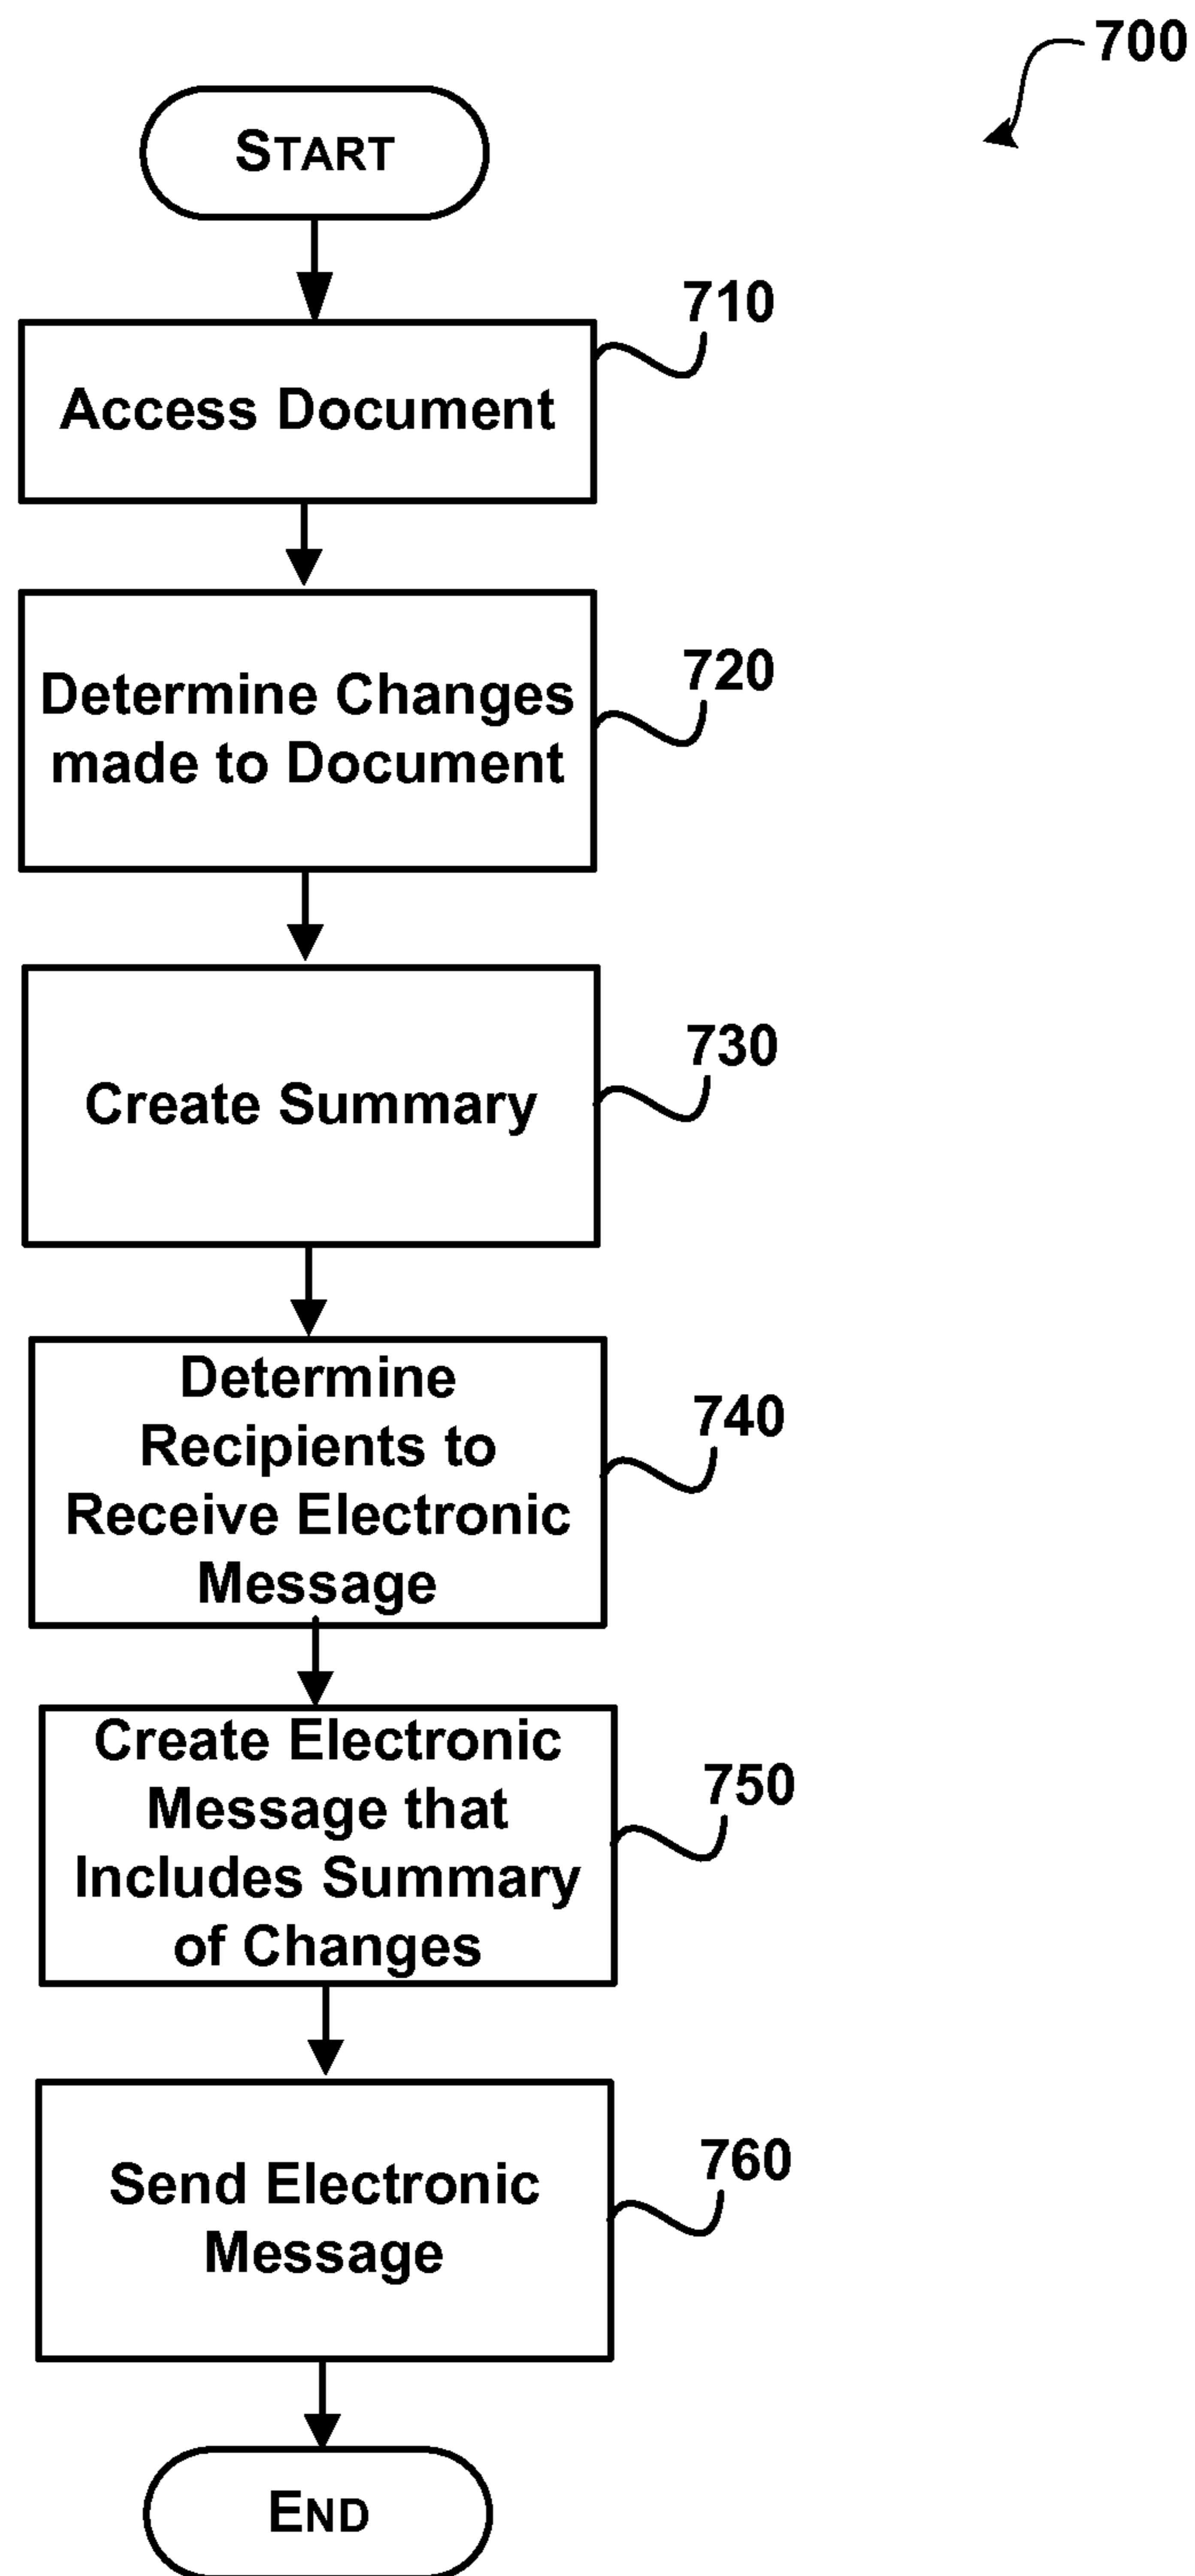 700
START
710
Access Document
720
Determine Changes
made to Document
730
Create Summary
740
Determine
Recipients to
Receive Electronic
Message
750
Create Electronic
Message that
Includes Summary
of Changes
760
Send Electronic
Message
END